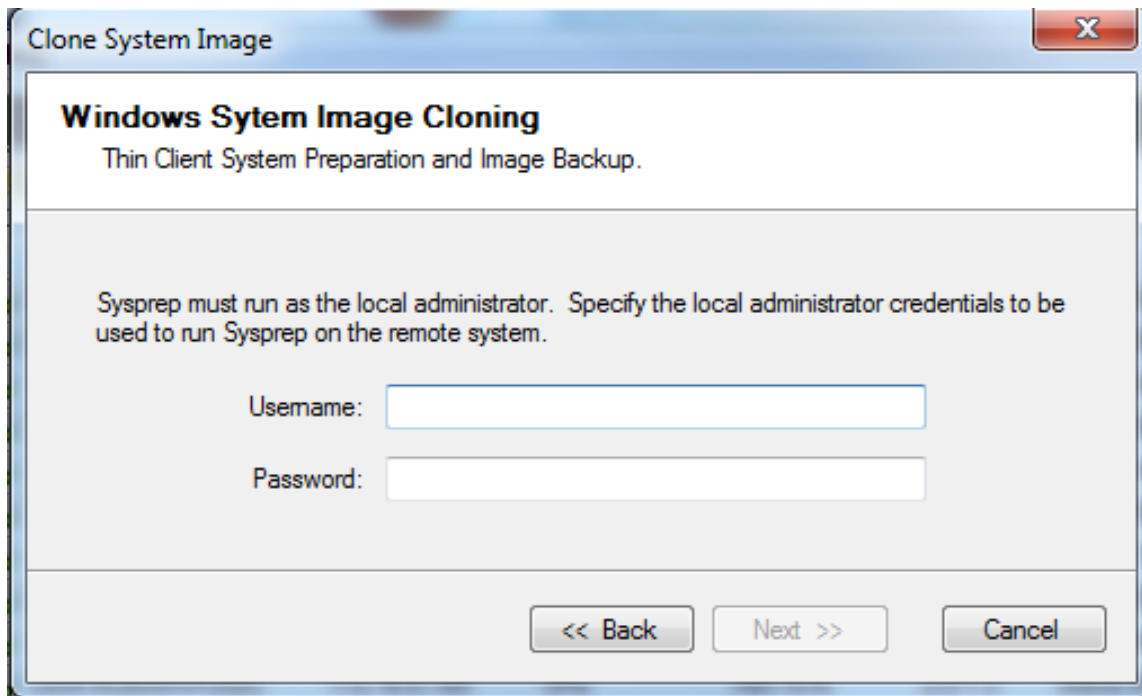 Clone System Image
X
Windows Sytem Image Cloning
Thin Client System Preparation and Image Backup.
Sysprep must run as the local administrator.  Specify the local administrator credentials to be
used to run Sysprep on the remote system.
Username:
Password:
<< Back
Next >>
Cancel